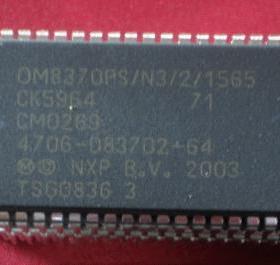 OM8370PS/N3/2/1565
CK5964 71
CM0269
4706-083702-64
Ⓜ© NXP B.V. 2003
TSG0836 3